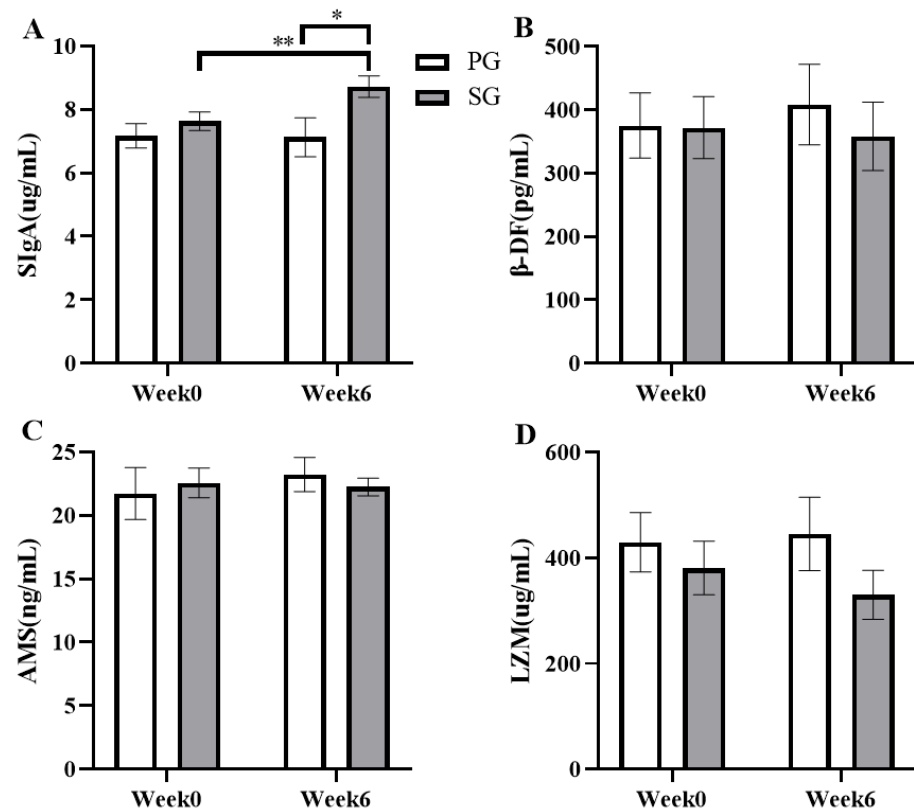 A
SIgA(ug/mL)
10
8
6
4
2
0
**
*
Week0
Week6
PG
SG
B
β-DF(pg/mL)
500
400
300
200
100
0
Week0
Week6
C
AMS(ng/mL)
25
20
15
10
5
0
Week0
Week6
D
LZM(ug/mL)
600
400
200
0
Week0
Week6